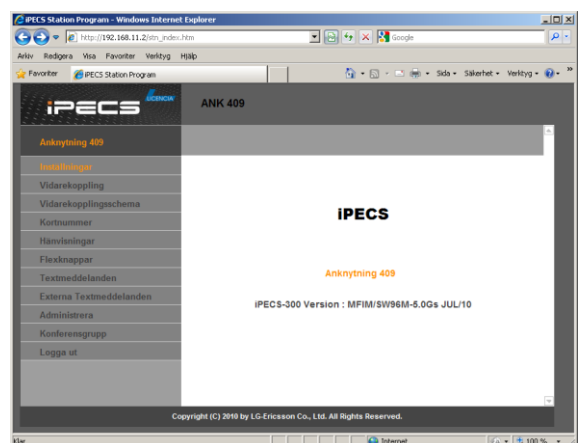 iPECS Station Program - Windows Internet Explorer
http://192.168.11.2/stn_index.htm
Google
Arkiv Redigera Visa Favoriter Verktyg Hjälp
Favoriter iPECS Station Program
Sida Säkerhet Verktyg
iPECS LICENCIA ANK 409
Anknytning 409
Inställningar
Vidarekoppling
Vidarekopplingsschema
Kortnummer
Hänvisningar
Flexknappar
Textmeddelanden
Externa Textmeddelanden
Administrera
Konferensgrupp
Logga ut
iPECS
Anknytning 409
iPECS-300 Version : MFIM/SW96M-5.0Gs JUL/10
Copyright (C) 2010 by LG-Ericsson Co., Ltd. All Rights Reserved.
Klar Internet 100 %